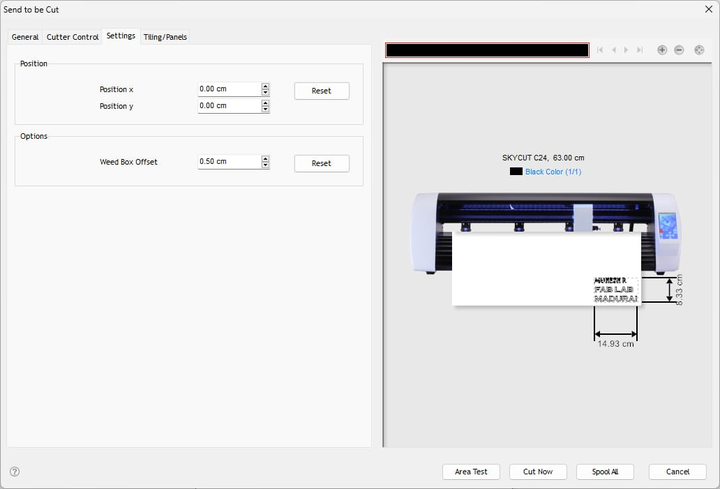 Send to be Cut
General
Cutter Control
Settings
Tiling/Panels
Position
Position x
0.00 cm
Reset
Position y
0.00 cm
Options
Weed Box Offset
0.50 cm
Reset
SKYCUT C24, 63.00 cm
Black Color (1/1)
FAB LAB
MADURAI
8.33 cm
14.93 cm
Area Test
Cut Now
Spool All
Cancel